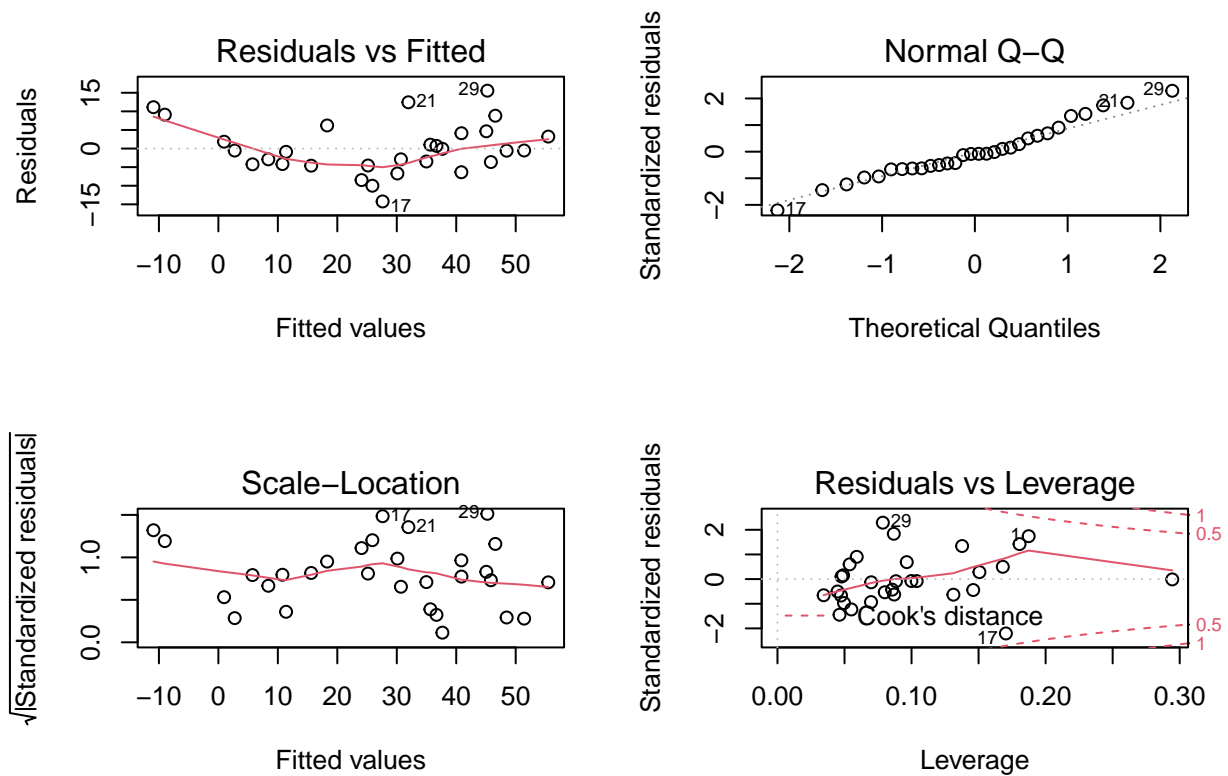 Residuals vs Fitted
Residuals
15
0
−15
29
21
17
−10 0 10 20 30 40 50
Fitted values
Normal Q−Q
Standardized residuals
2
0
−2
21
29
17
−2 −1 0 1 2
Theoretical Quantiles
Scale−Location
√|Standardized residuals|
1.0
0.0
17
21
29
−10 0 10 20 30 40 50
Fitted values
Residuals vs Leverage
Standardized residuals
2
0
−2
29
1
17
Cook's distance
1
0.5
0.5
1
0.00 0.10 0.20 0.30
Leverage